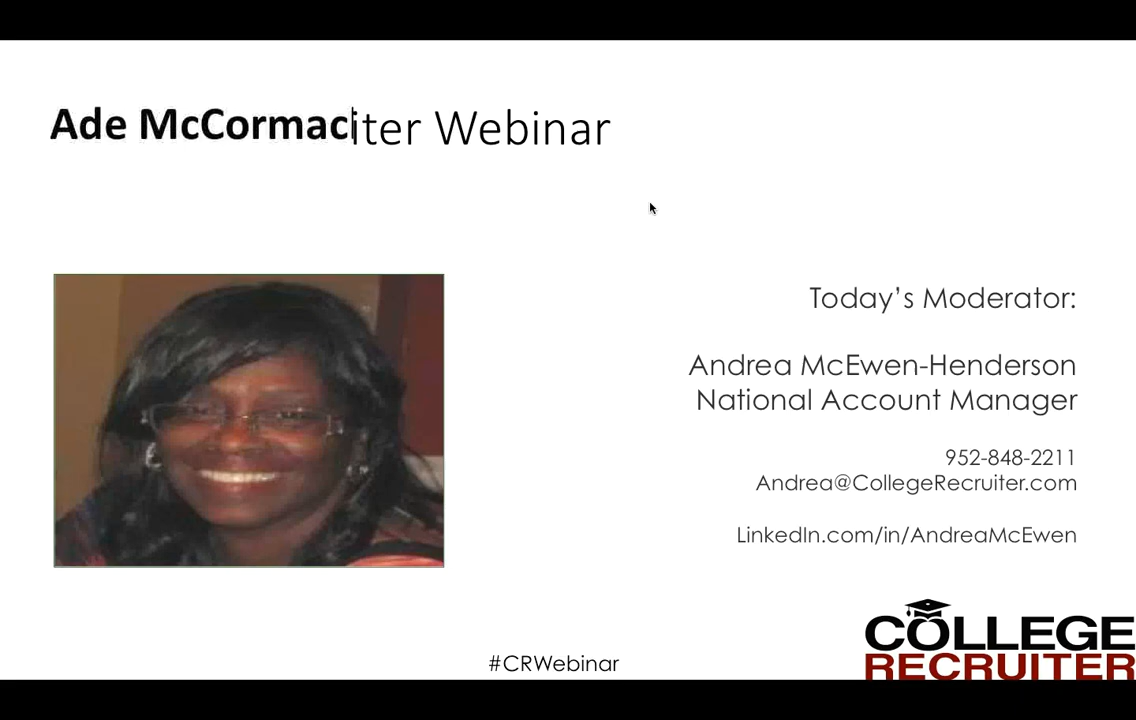 Ade McCormaciter Webinar
Today's Moderator:
Andrea McEwen-Henderson
National Account Manager
952-848-2211
Andrea@CollegeRecruiter.com
LinkedIn.com/in/AndreaMcEwen
#CRWebinar
COLLEGE
RECRUITER